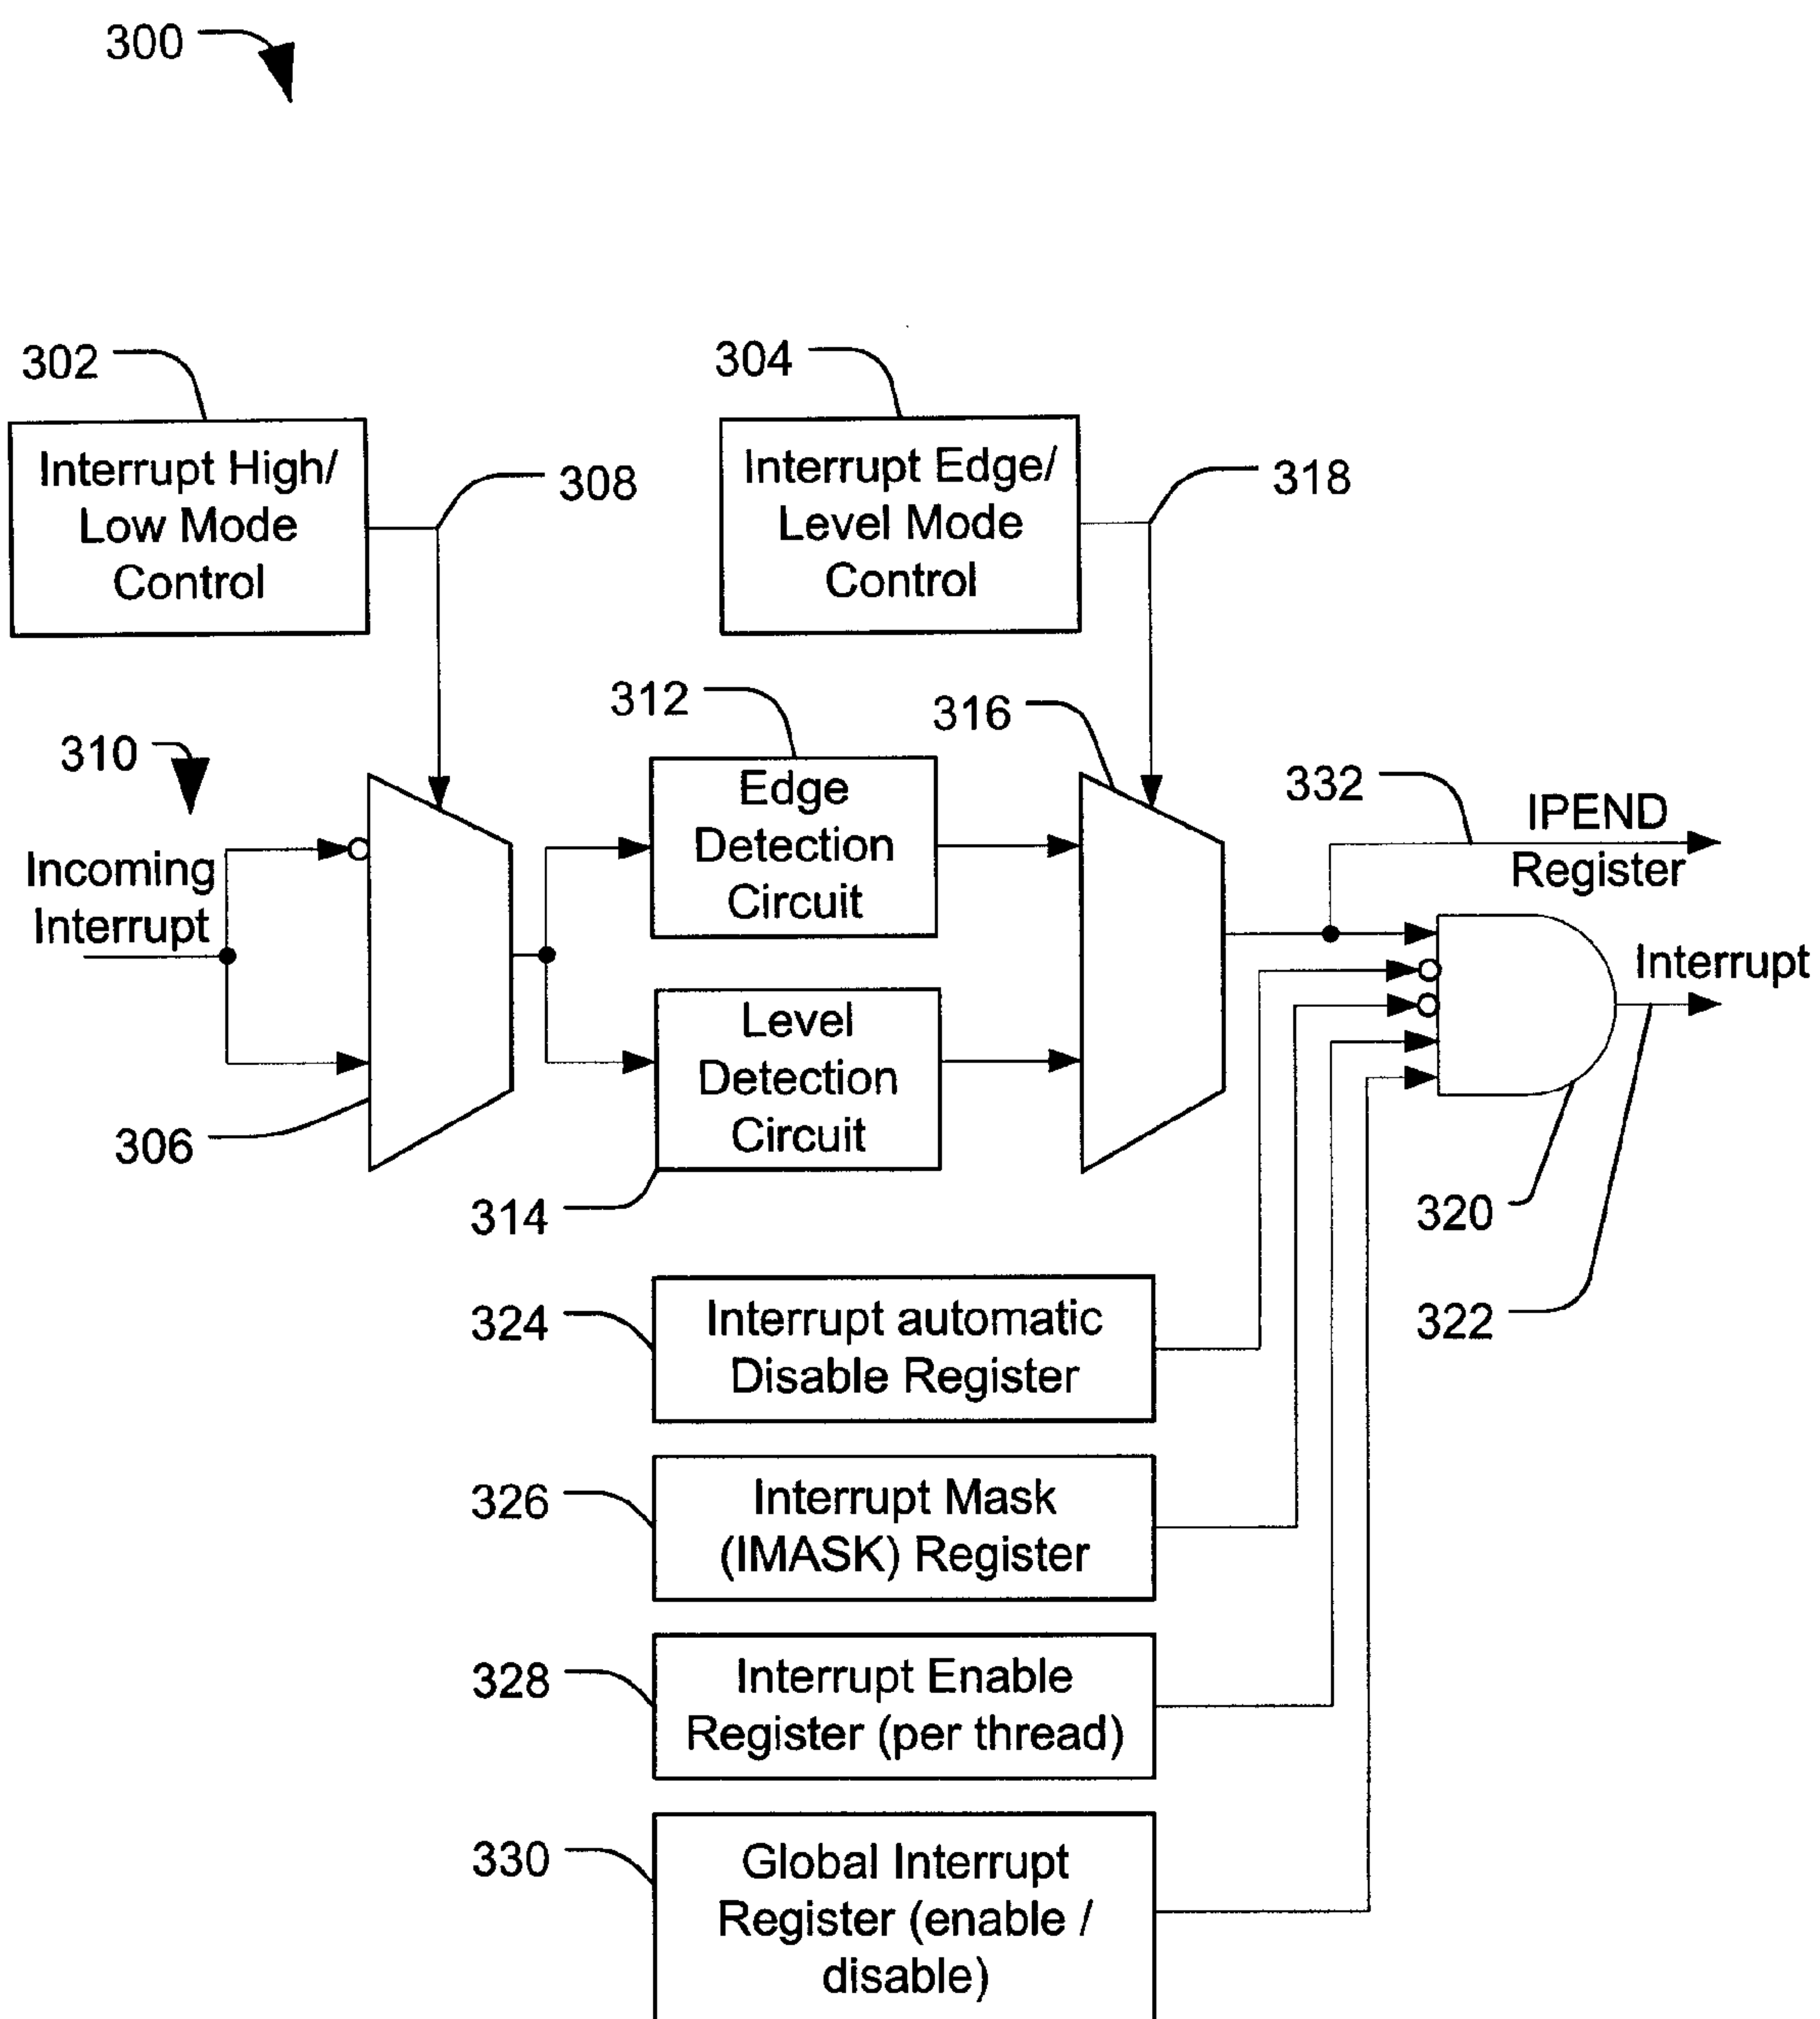 300
302
304
Interrupt High/
Low Mode
Control
308
Interrupt Edge/
Level Mode
Control
318
312
316
310
332
Edge
Detection
Circuit
IPEND
Register
Incoming
Interrupt
Interrupt
Level
Detection
Circuit
306
314
320
322
324
Interrupt automatic
Disable Register
326
Interrupt Mask
(IMASK) Register
328
Interrupt Enable
Register (per thread)
330
Global Interrupt
Register (enable /
disable)